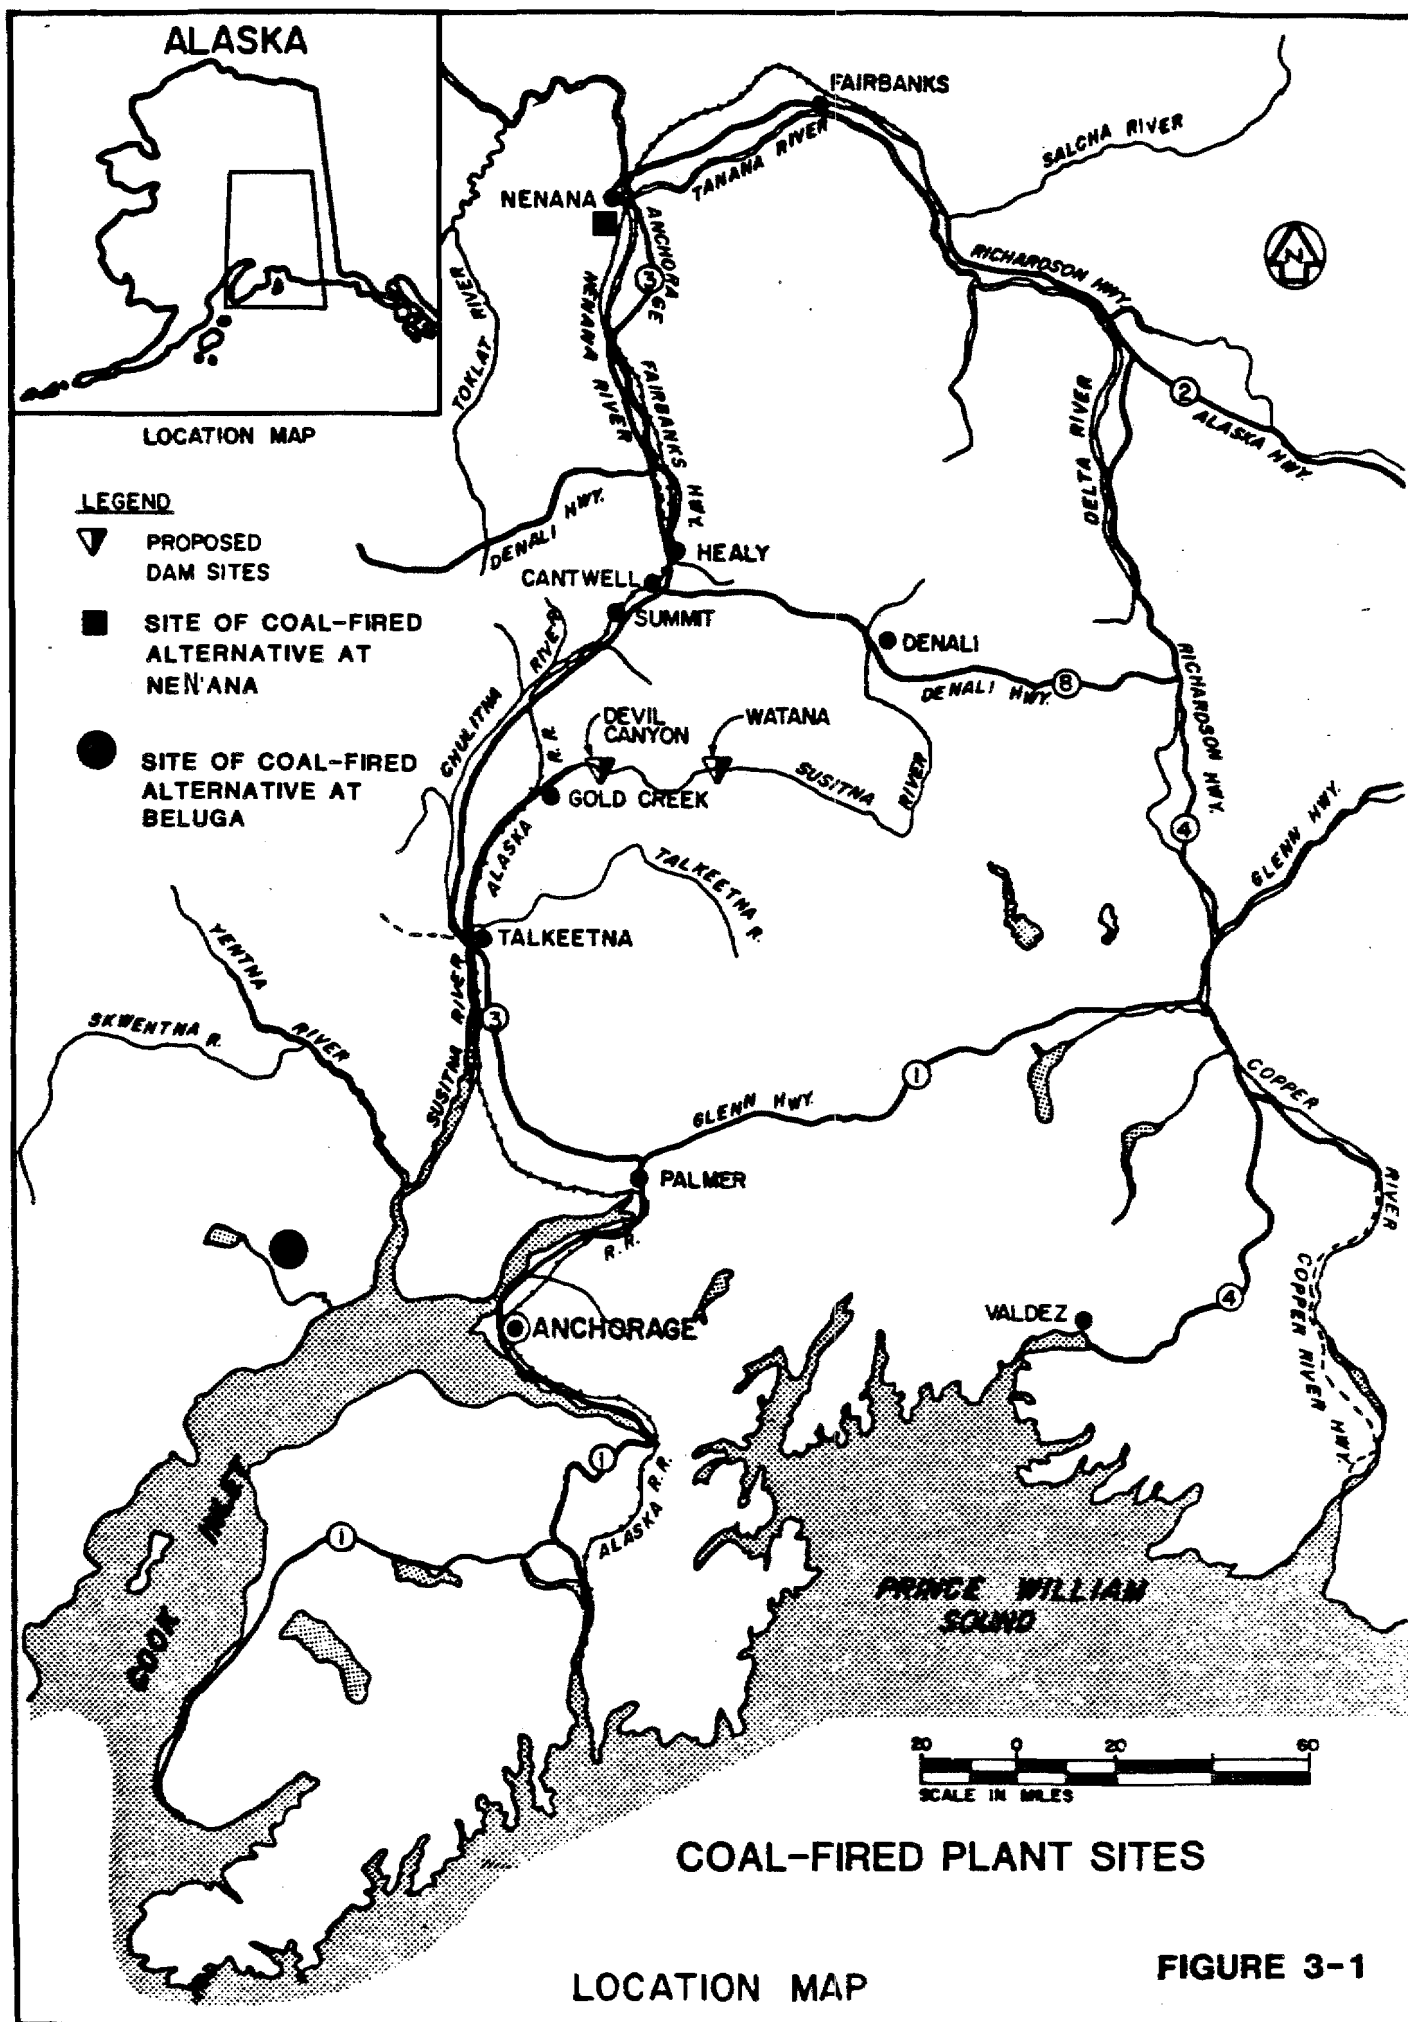 ALASKA
LOCATION MAP
LEGEND
PROPOSED
DAM SITES
SITE OF COAL-FIRED
ALTERNATIVE AT
NENANA
SITE OF COAL-FIRED
ALTERNATIVE AT
BELUGA
FAIRBANKS
TANANA RIVER
SALCHA RIVER
NENANA
N
ANCHORAGE
3
NENANA RIVER
FAIRBANKS HWY.
TOKLAT RIVER
RICHARDSON HWY.
2
ALASKA HWY.
DELTA RIVER
DENALI HWY.
HEALY
CANTWELL
SUMMIT
DENALI
DENALI HWY.
8
RICHARDSON HWY.
CHULITNA RIVER
DEVIL
CANYON
WATANA
R.R.
GOLD CREEK
SUSITNA RIVER
4
GLENN HWY.
ALASKA
TALKEETNA R.
TALKEETNA
YENTNA RIVER
SKWENTNA R.
SUSITNA RIVER
3
1
GLENN HWY.
COPPER RIVER
PALMER
R.R.
COPPER RIVER HWY.
4
VALDEZ
ANCHORAGE
1
ALASKA R.R.
1
COOK INLET
PRINCE WILLIAM
SOUND
20 0 20 60
SCALE IN MILES
COAL-FIRED PLANT SITES
FIGURE 3-1
LOCATION MAP